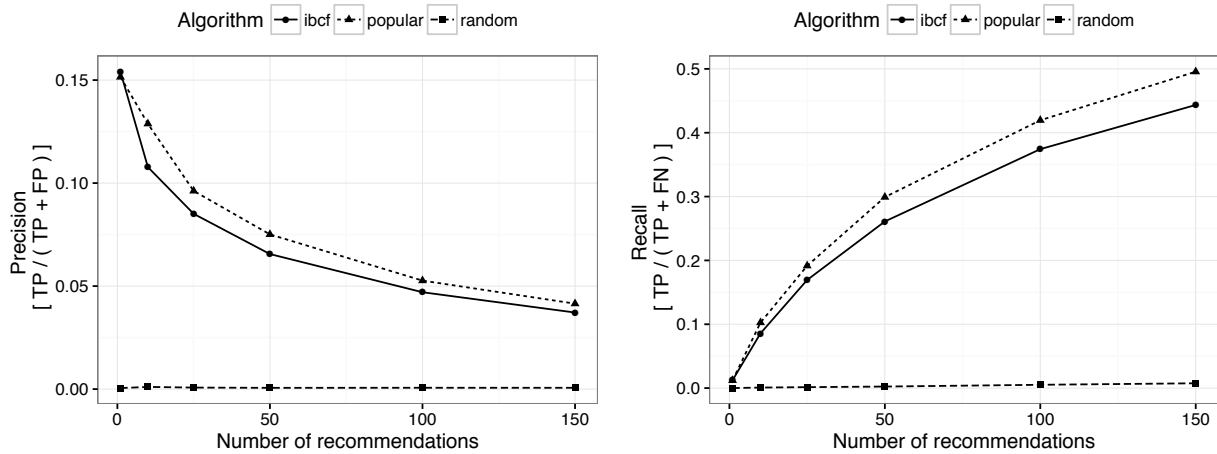 Algorithm ibcf popular random
0.15
0.10
0.05
0.00
Precision
[ TP / ( TP + FP ) ]
0 50 100 150
Number of recommendations
Algorithm ibcf popular random
0.5
0.4
0.3
0.2
0.1
0.0
Recall
[ TP / ( TP + FN ) ]
0 50 100 150
Number of recommendations